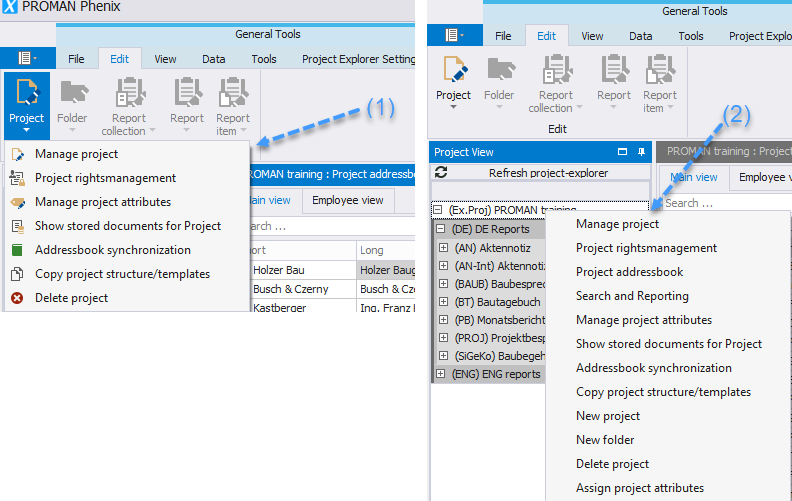 PROMAN Phenix
General Tools
File Edit View Data Tools Project Explorer Setting
Project Folder Report collection Report Report item
(1)
Manage project
Project rightsmanagement
Manage project attributes
Show stored documents for Project
Addressbook synchronization
Copy project structure/templates
Delete project
ROMAN training : Project addressbo
ain view Employee view
rch ...
ort Long
Holzer Bau Holzer Baug
Busch & Czerny Busch & Cze
Kastberger Ing. Franz K
General Tools
File Edit View Data Tools Project Explo
Project Folder Report collection Report Report item
Edit
(2)
Project View
PROMAN training : Project
Refresh project-explorer
Main view Employee v
Search ...
(Ex.Proj) PROMAN training
(DE) DE Reports
(AN) Aktennotiz
(AN-Int) Aktennotiz
(BAUB) Baubesprec
(BT) Bautagebuch
(PB) Monatsbericht
(PROJ) Projektbesp
(SiGeKo) Baubegeh
(ENG) ENG reports
Manage project
Project rightsmanagement
Project addressbook
Search and Reporting
Manage project attributes
Show stored documents for Project
Addressbook synchronization
Copy project structure/templates
New project
New folder
Delete project
Assign project attributes